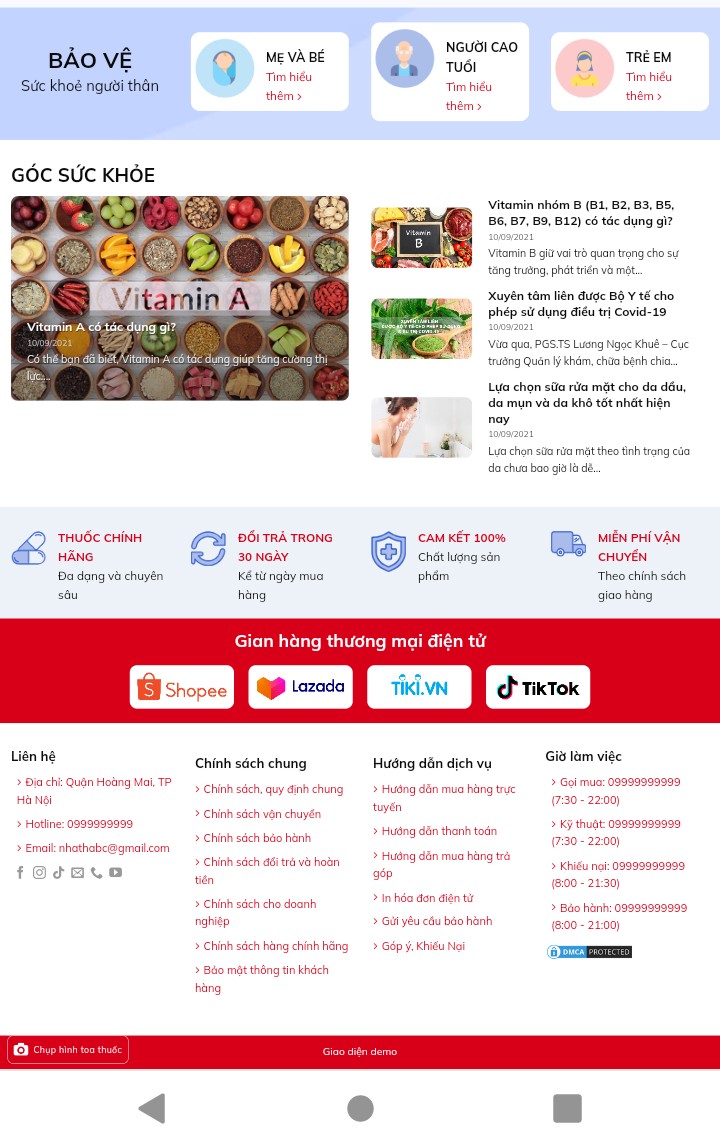 BẢO VỆ
Sức khoẻ người thân
MẸ VÀ BÉ
Tìm hiểu
thêm
NGƯỜI CAO
TUỔI
Tìm hiểu
thêm
TRẺ EM
Tìm hiểu
thêm
GÓC SỨC KHỎE
Vitamin A
Vitamin A có tác dụng gì?
10/09/2021
Có thể bạn đã biết, Vitamin A có tác dụng giúp tăng cường thị
lực....
Vitamin
B
Vitamin nhóm B (B1, B2, B3, B5,
B6, B7, B9, B12) có tác dụng gì?
10/09/2021
Vitamin B giữ vai trò quan trọng cho sự
tăng trưởng, phát triển và một...
XUYÊN TÂM LIÊN
ĐƯỢC BỘ Y TẾ CHO PHÉP SỬ DỤNG
ĐIỀU TRỊ COVID-19
Xuyên tâm liên được Bộ Y tế cho
phép sử dụng điều trị Covid-19
10/09/2021
Vừa qua, PGS.TS Lương Ngọc Khuê – Cục
trưởng Quản lý khám, chữa bệnh chia...
Lựa chọn sữa rửa mặt cho da dầu,
da mụn và da khô tốt nhất hiện
nay
10/09/2021
Lựa chọn sữa rửa mặt theo tình trạng của
da chưa bao giờ là dễ...
THUỐC CHÍNH
HÃNG
Đa dạng và chuyên
sâu
ĐỔI TRẢ TRONG
30 NGÀY
Kể từ ngày mua
hàng
CAM KẾT 100%
Chất lượng sản
phẩm
MIỄN PHÍ VẬN
CHUYỂN
Theo chính sách
giao hàng
Gian hàng thương mại điện tử
Shopee
Lazada
TIKI.VN
TikTok
Liên hệ
Địa chỉ: Quận Hoàng Mai, TP
Hà Nội
Hotline: 0999999999
Email: nhathabc@gmail.com
Chính sách chung
Chính sách, quy định chung
Chính sách vận chuyển
Chính sách bảo hành
Chính sách đổi trả và hoàn
tiền
Chính sách cho doanh
nghiệp
Chính sách hàng chính hãng
Bảo mật thông tin khách
hàng
Hướng dẫn dịch vụ
Hướng dẫn mua hàng trực
tuyến
Hướng dẫn thanh toán
Hướng dẫn mua hàng trả
góp
In hóa đơn điện tử
Gửi yêu cầu bảo hành
Góp ý, Khiếu Nại
Giờ làm việc
Gọi mua: 09999999999
(7:30 - 22:00)
Kỹ thuật: 09999999999
(7:30 - 22:00)
Khiếu nại: 09999999999
(8:00 - 21:30)
Bảo hành: 09999999999
(8:00 - 21:00)
DMCA PROTECTED
Chụp hình toa thuốc
Giao diện demo